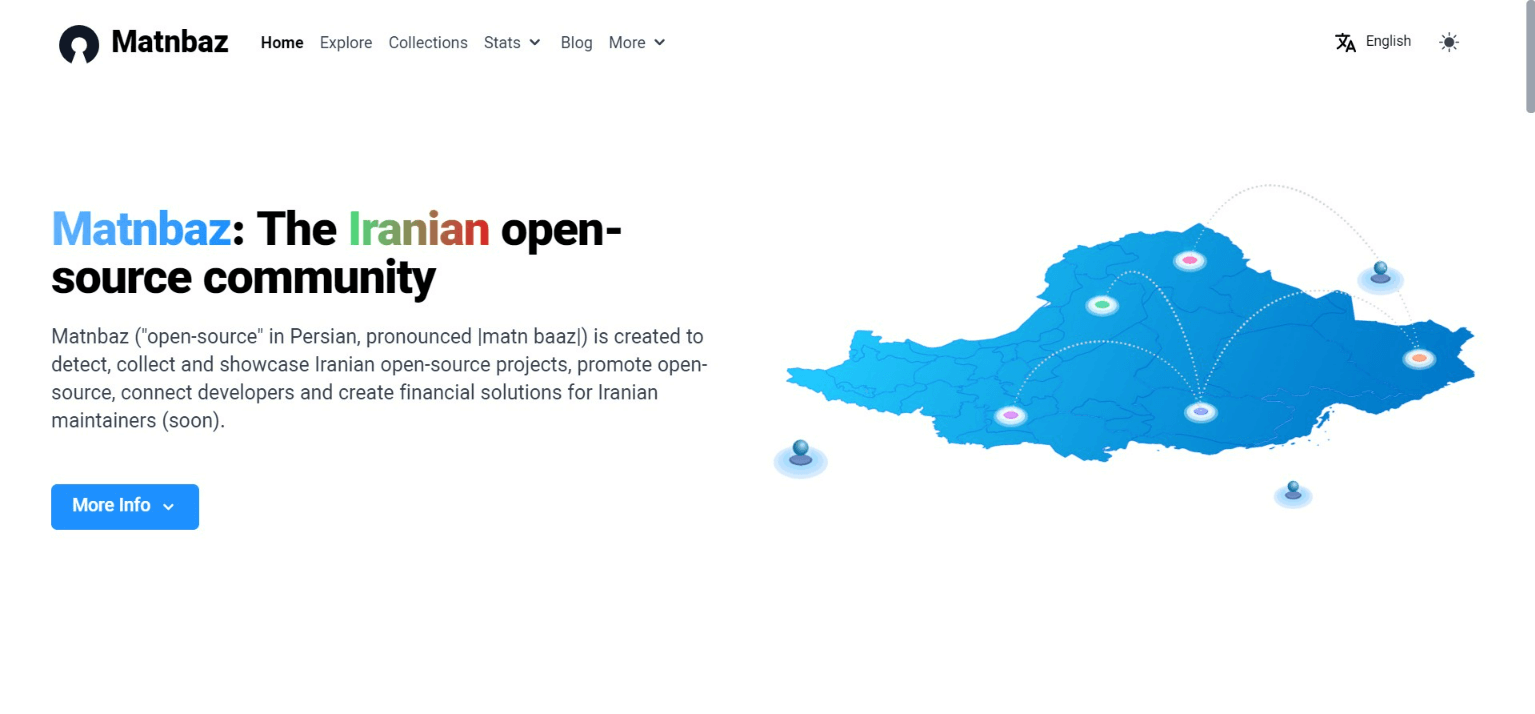 Matnbaz
Home
Explore
Collections
Stats
Blog
More
English
Matnbaz: The Iranian open-
source community
Matnbaz ("open-source" in Persian, pronounced |matn baaz|) is created to
detect, collect and showcase Iranian open-source projects, promote open-
source, connect developers and create financial solutions for Iranian
maintainers (soon).
More Info